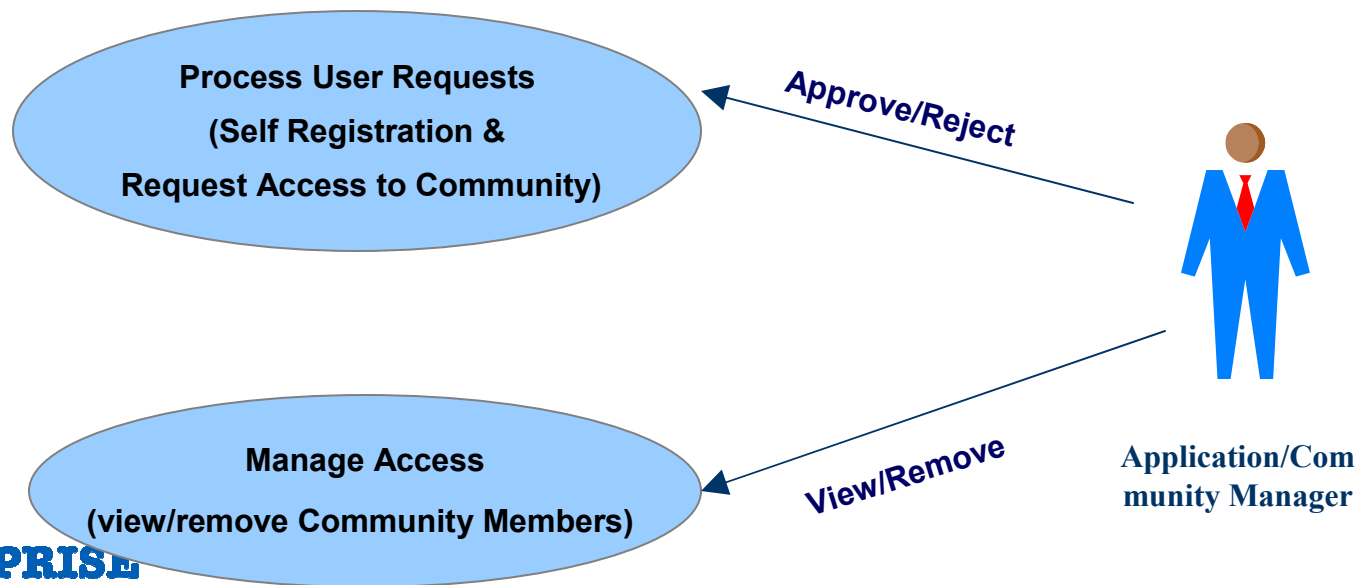 Process User Requests
(Self Registration &
Request Access to Community)
Approve/Reject
Manage Access
(view/remove Community Members)
View/Remove
Application/Com
munity Manager
PRISE